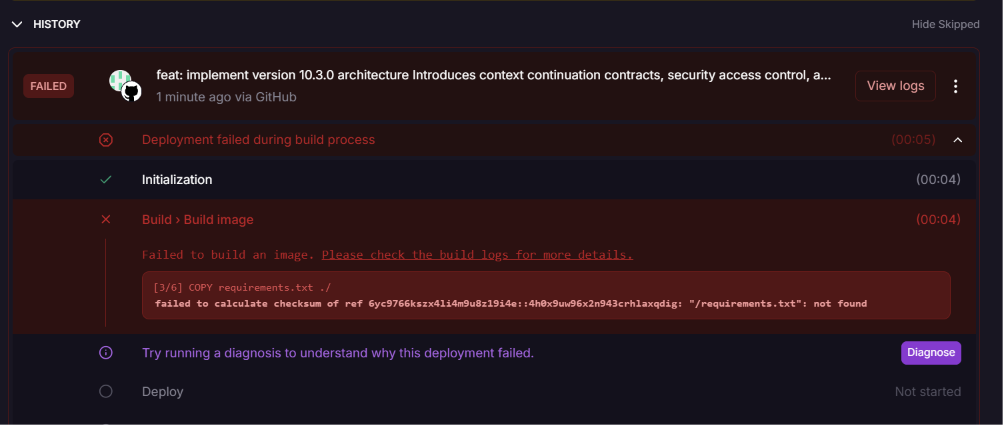 HISTORY
Hide Skipped
FAILED
feat: implement version 10.3.0 architecture Introduces context continuation contracts, security access control, a...
1 minute ago via GitHub
View logs
Deployment failed during build process
(00:05)
Initialization
(00:04)
Build › Build image
(00:04)
Failed to build an image. Please check the build logs for more details.
[3/6] COPY requirements.txt ./
failed to calculate checksum of ref 6yc9766kszx4li4m9u8z19i4e::4h0x9uw96x2n943crhlaxqdig: "/requirements.txt": not found
Try running a diagnosis to understand why this deployment failed.
Diagnose
Deploy
Not started